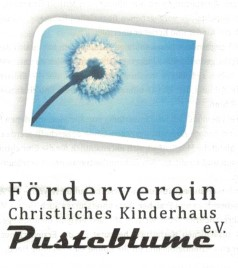 Förderverein
Christliches Kinderhaus
Pusteblume e.V.